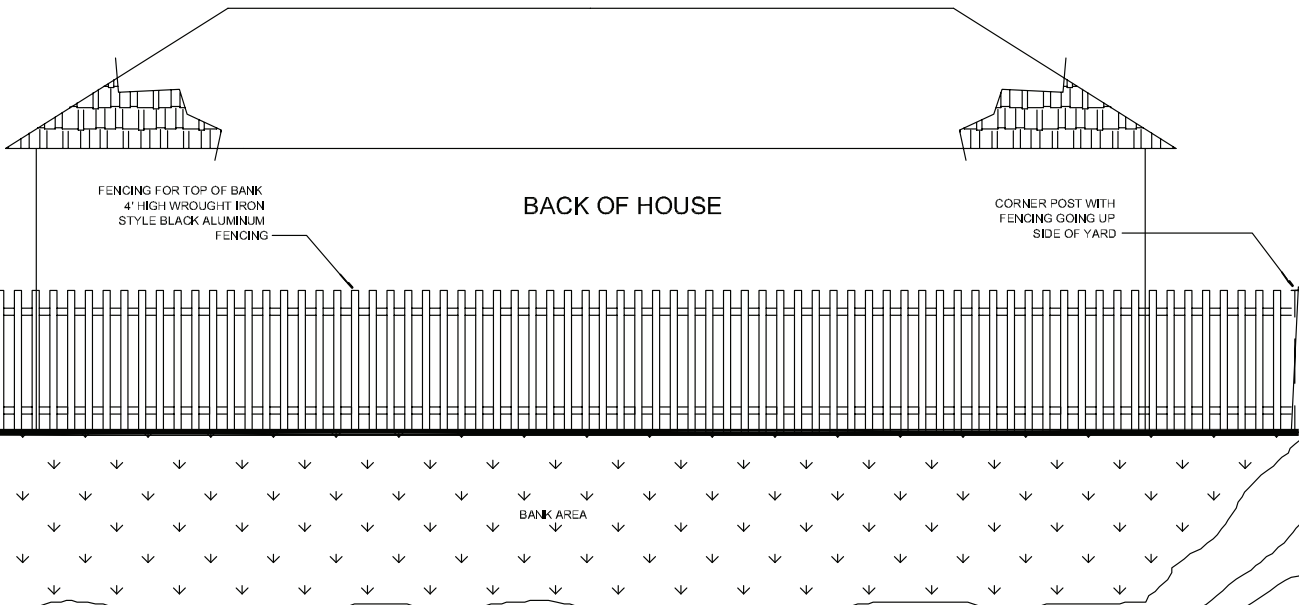 FENCING FOR TOP OF BANK
4' HIGH WROUGHT IRON
STYLE BLACK ALUMINUM
FENCING
BACK OF HOUSE
CORNER POST WITH
FENCING GOING UP
SIDE OF YARD
BANK AREA